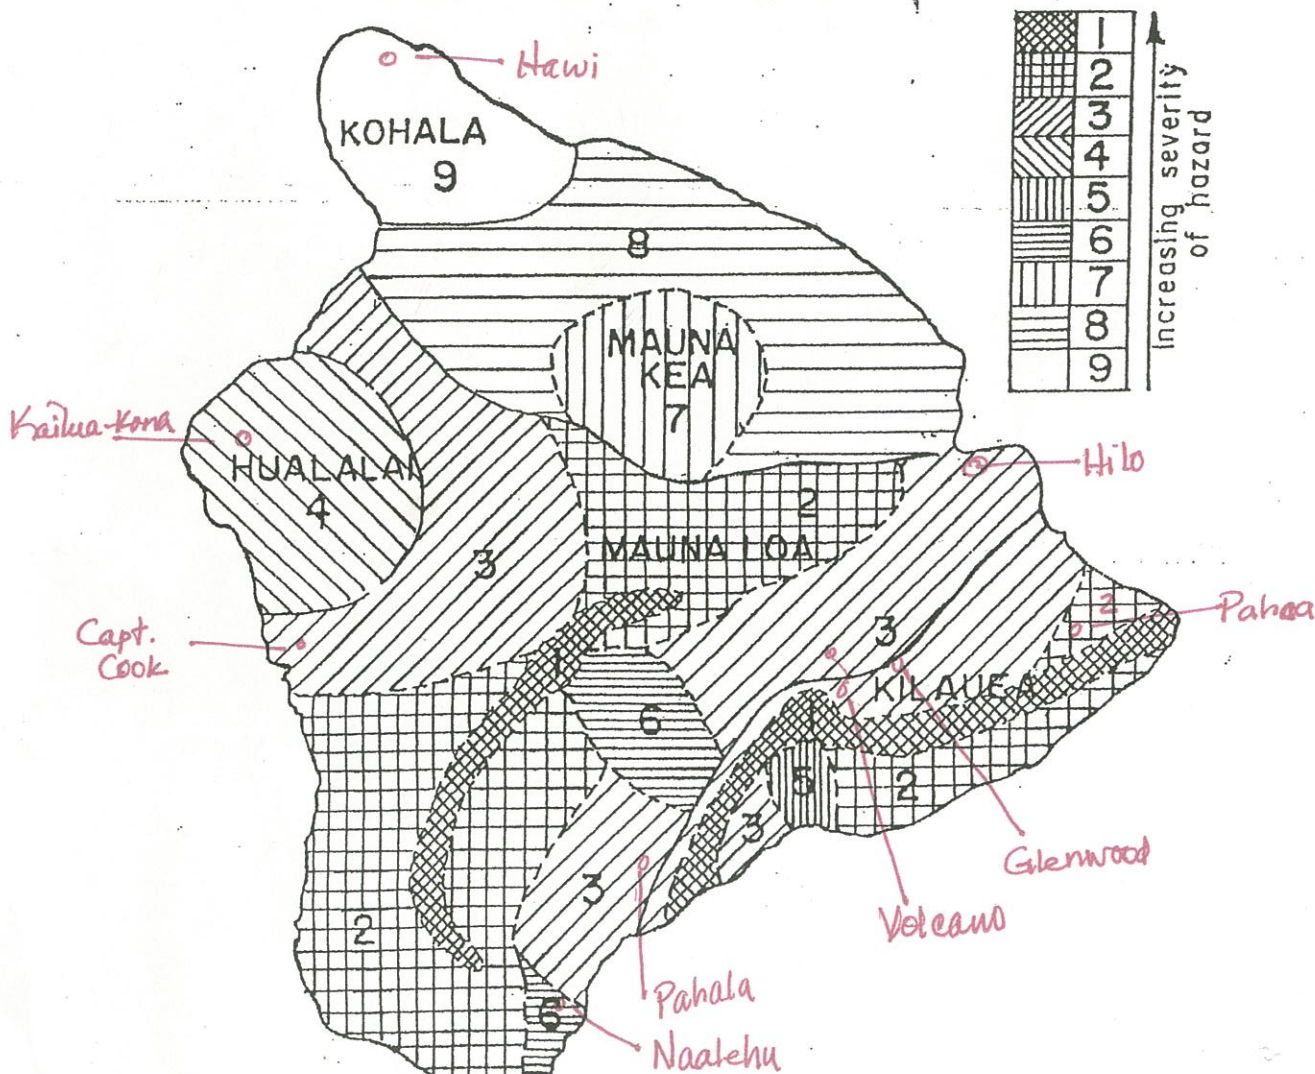 Hawi
KOHALA
9
8
MAUNA
KEA
7
Kailua-Kona
HUALALAI
4
Hilo
2
MAUNA LOA
3
2
Pahoa
Capt.
Cook
3
1
KILAUEA
6
1
5
2
3
Glenwood
3
Volcano
2
Pahala
6
Naalehu
1
2
3
4
5
6
7
8
9
Increasing severity
of hazard